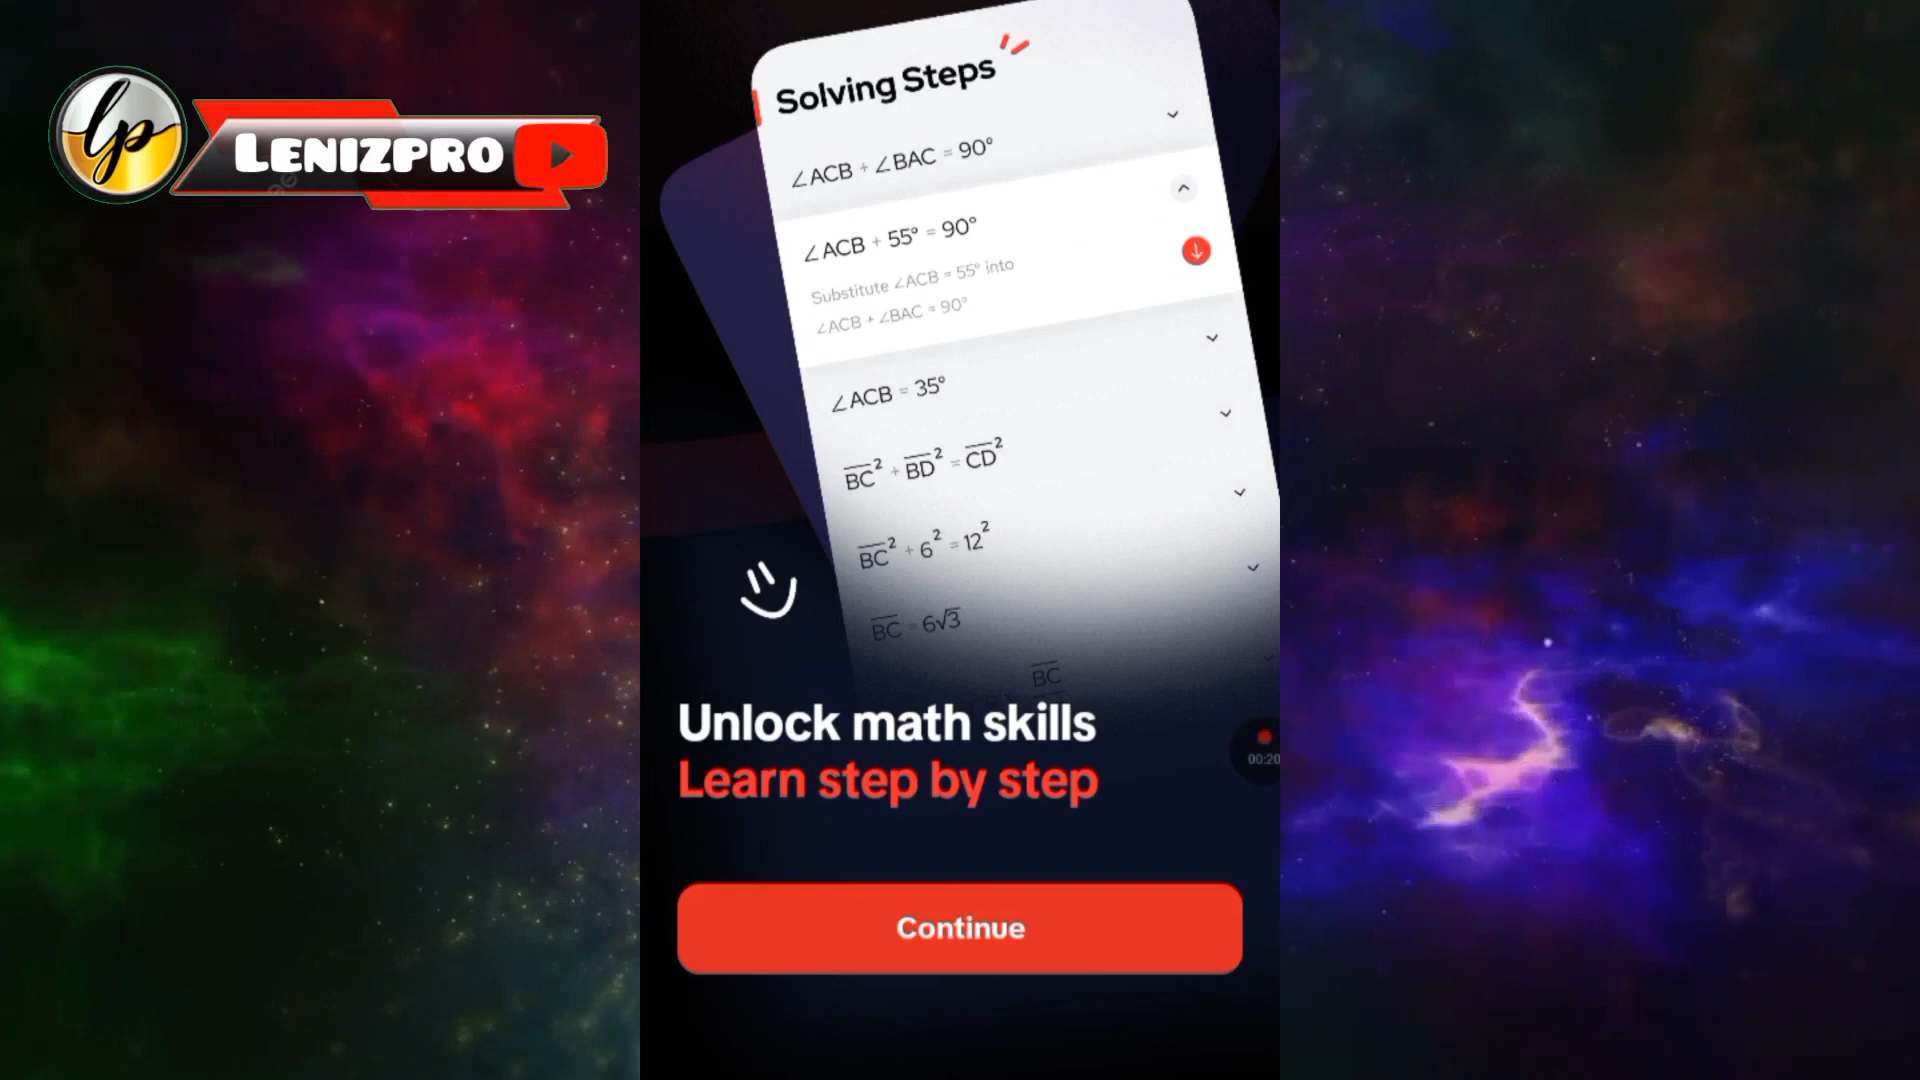 lp
LENIZPRO
Solving Steps
∠ACB + ∠BAC = 90°
∠ACB + 55° = 90°
Substitute ∠ACB = 55° into
∠ACB + ∠BAC = 90°
∠ACB = 35°
BC² + BD² = CD²
BC² + 6² = 12²
BC = 6√3
BC
Unlock math skills
Learn step by step
00:20
Continue